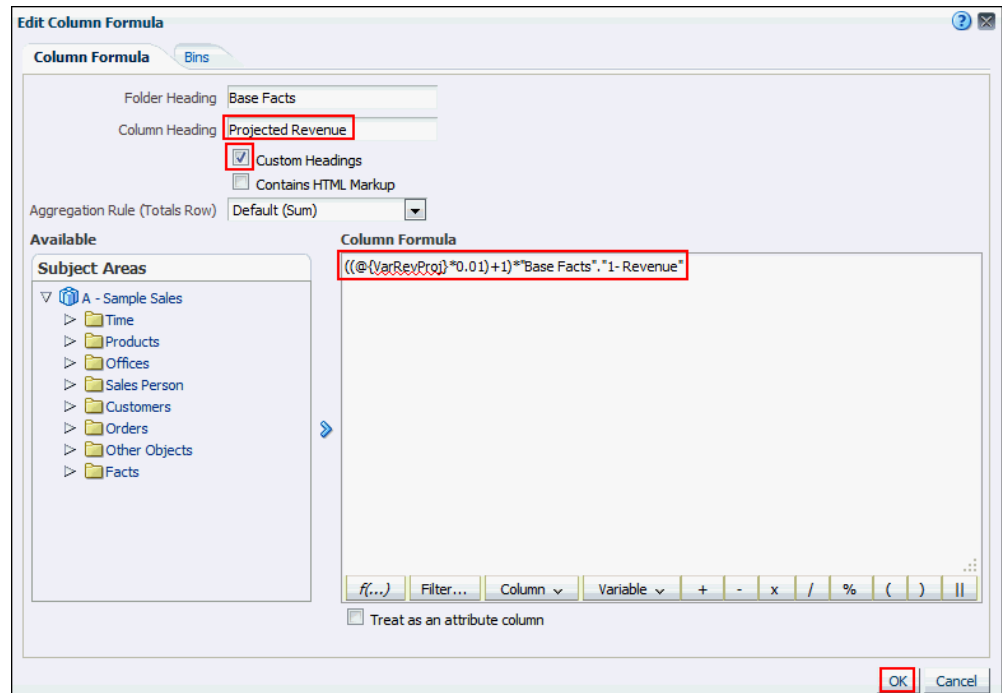 Edit Column Formula
Column Formula Bins
Folder Heading Base Facts
Column Heading Projected Revenue
Custom Headings
Contains HTML Markup
Aggregation Rule (Totals Row) Default (Sum)
Available Column Formula
Subject Areas ((@{VarRevProj}*0.01)+1)*"Base Facts"."1- Revenue"
A - Sample Sales
Time
Products
Offices
Sales Person
Customers
Orders
Other Objects
Facts
f(...) Filter... Column Variable + - x / % ( ) ||
Treat as an attribute column
OK Cancel